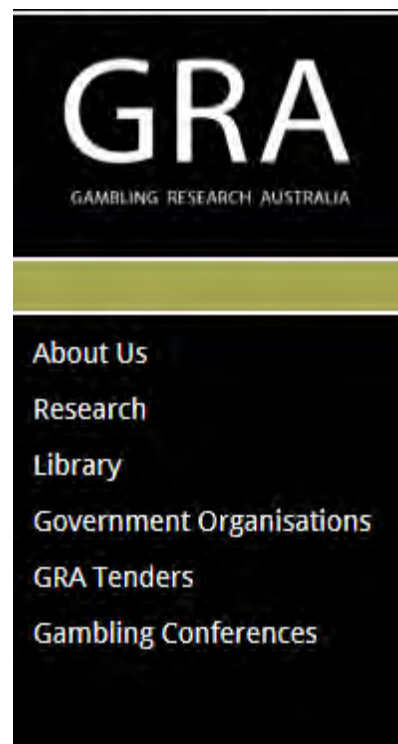 GRA
GAMBLING RESEARCH AUSTRALIA
About Us
Research
Library
Government Organisations
GRA Tenders
Gambling Conferences